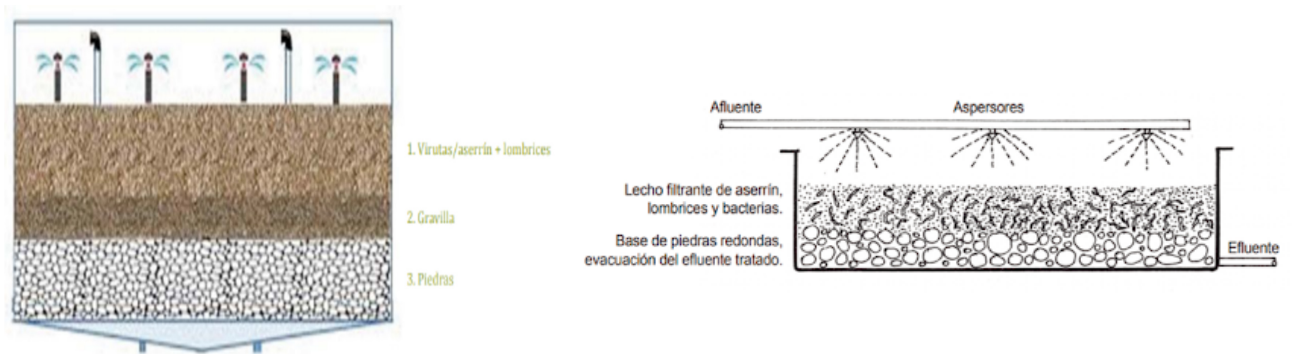 1. Virutas/aserrín + lombrices
2. Gravilla
3. Piedras
Afluente
Aspersores
Lecho filtrante de aserrín,
lombrices y bacterias.
Base de piedras redondas,
evacuación del efluente tratado.
Efluente